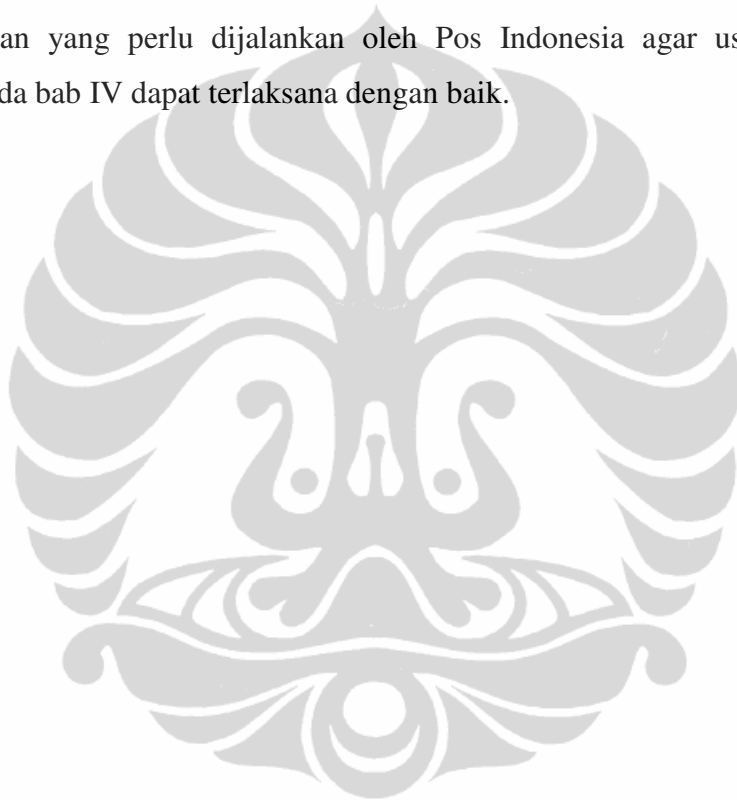 an yang perlu dijalankan oleh Pos Indonesia agar us
da bab IV dapat terlaksana dengan baik.